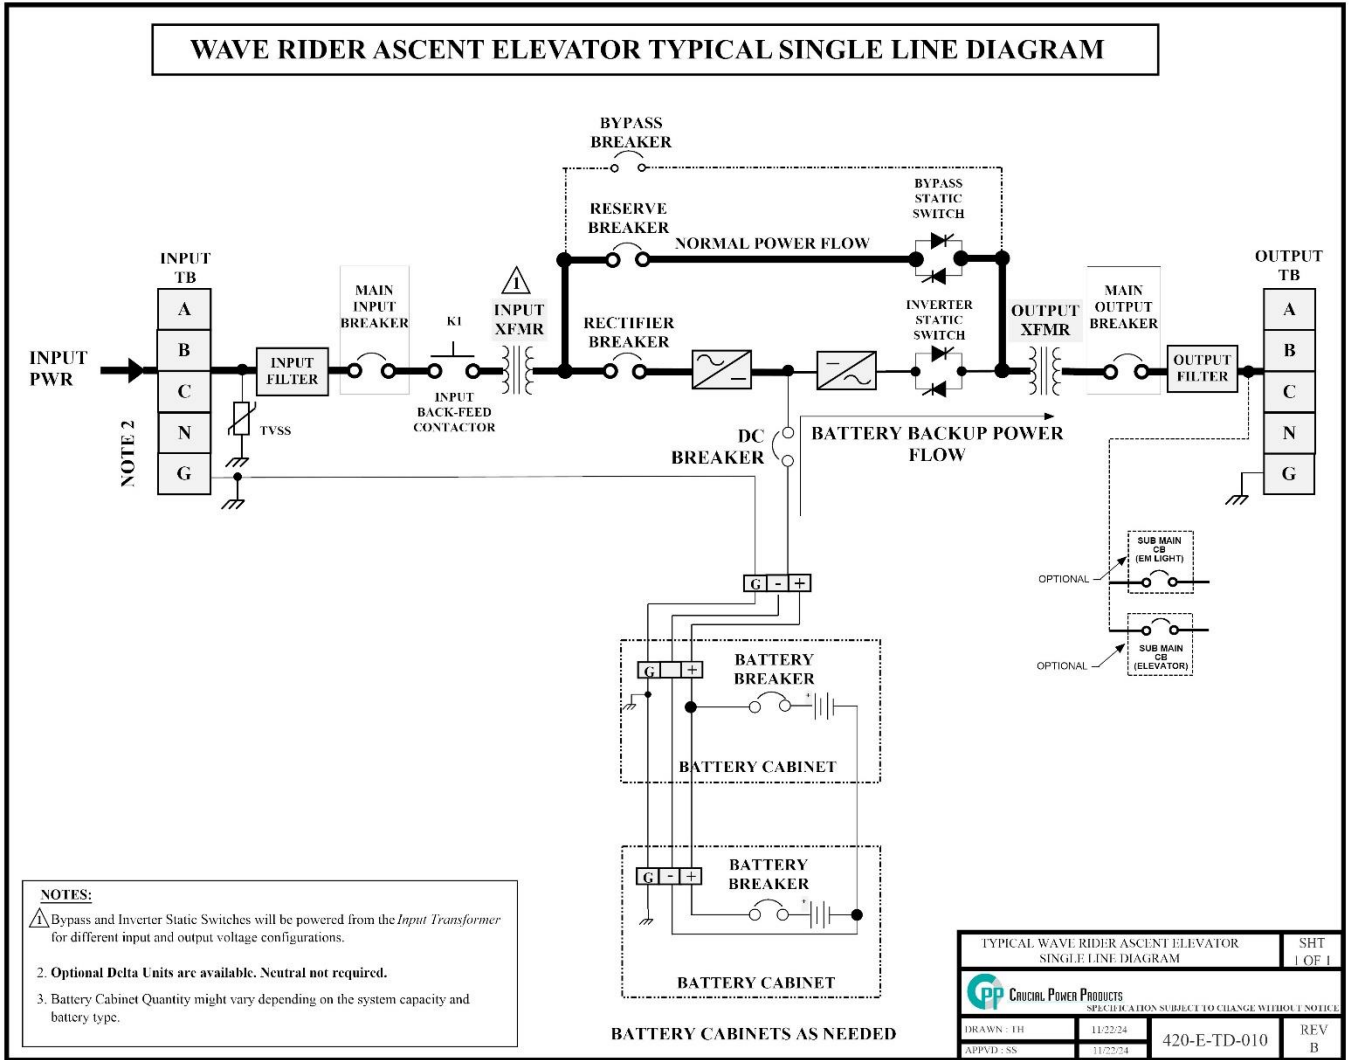 WAVE RIDER ASCENT ELEVATOR TYPICAL SINGLE LINE DIAGRAM
BYPASS
BREAKER
BYPASS
STATIC
SWITCH
RESERVE
BREAKER
NORMAL POWER FLOW
INPUT
TB
A
B
C
N
G
INPUT
PWR
NOTE 2
TVSS
INPUT
FILTER
MAIN
INPUT
BREAKER
K1
INPUT
BACK-FEED
CONTACTOR
1
INPUT
XFMR
RECTIFIER
BREAKER
INVERTER
STATIC
SWITCH
OUTPUT
XFMR
MAIN
OUTPUT
BREAKER
OUTPUT
FILTER
OUTPUT
TB
A
B
C
N
G
DC
BREAKER
BATTERY BACKUP POWER
FLOW
SUB MAIN
CB
(EM LIGHT)
OPTIONAL
OPTIONAL
SUB MAIN
CB
(ELEVATOR)
G - +
G +
BATTERY
BREAKER
+
BATTERY CABINET
G - +
BATTERY
BREAKER
+
BATTERY CABINET
BATTERY CABINETS AS NEEDED
NOTES:
1 Bypass and Inverter Static Switches will be powered from the Input Transformer
for different input and output voltage configurations.
2. Optional Delta Units are available. Neutral not required.
3. Battery Cabinet Quantity might vary depending on the system capacity and
battery type.
TYPICAL WAVE RIDER ASCENT ELEVATOR
SINGLE LINE DIAGRAM
SHT
1 OF 1
CPP CRUCIAL POWER PRODUCTS
SPECIFICATION SUBJECT TO CHANGE WITHOUT NOTICE
DRAWN : TH
11/22/24
420-E-TD-010
REV
B
APPVD : SS
11/22/24